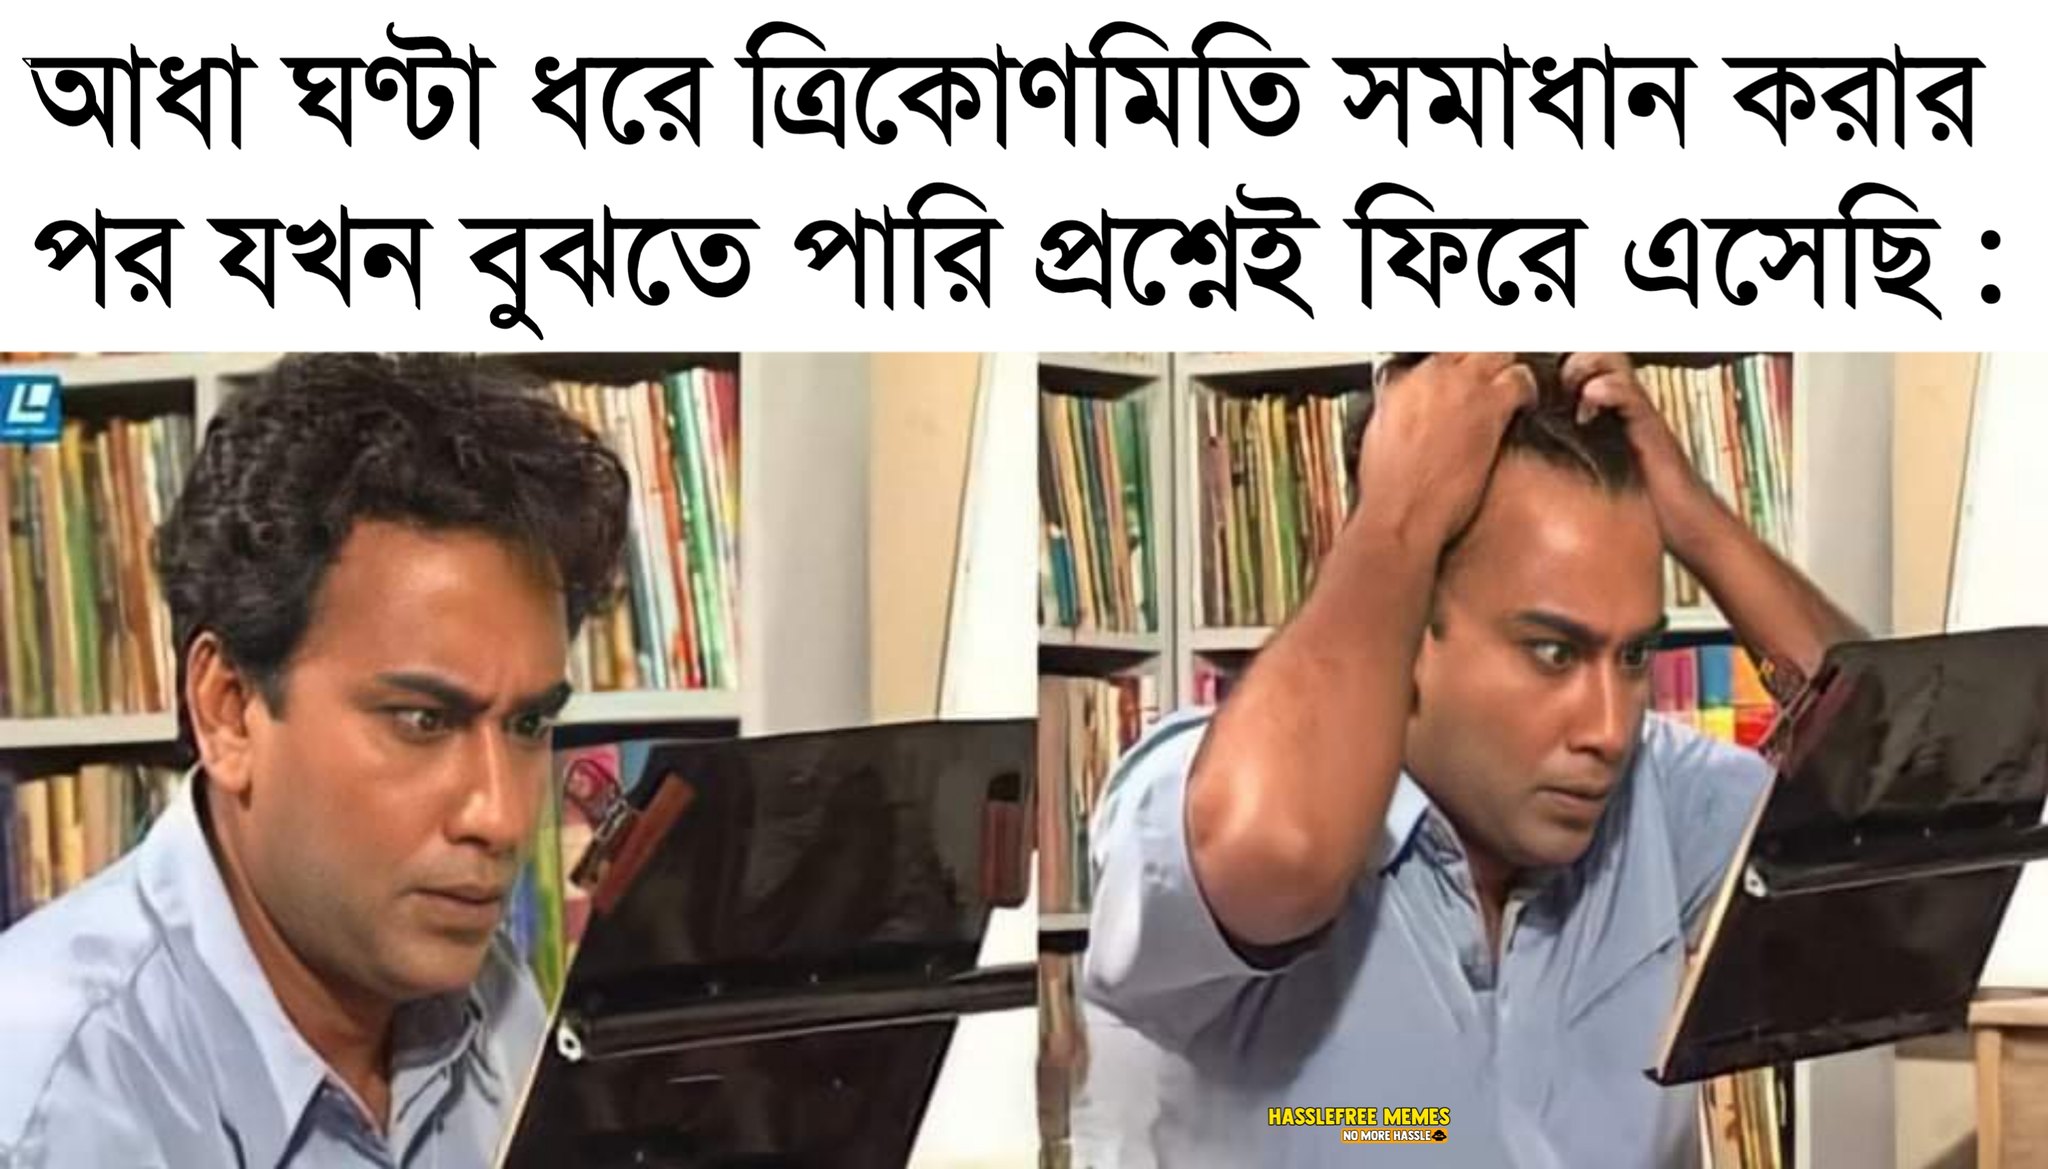 আধা ঘণ্টা ধরে ত্রিকোণমিতি সমাধান করার
পর যখন বুঝতে পারি প্রশ্নেই ফিরে এসেছি :
HASSLEFREE MEMES
NO MORE HASSLE